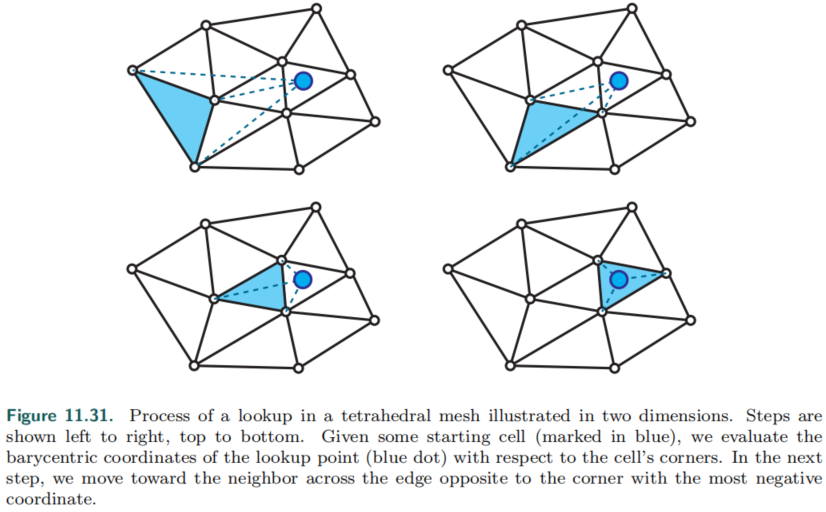 Figure 11.31. Process of a lookup in a tetrahedral mesh illustrated in two dimensions. Steps are
shown left to right, top to bottom. Given some starting cell (marked in blue), we evaluate the
barycentric coordinates of the lookup point (blue dot) with respect to the cell's corners. In the next
step, we move toward the neighbor across the edge opposite to the corner with the most negative
coordinate.